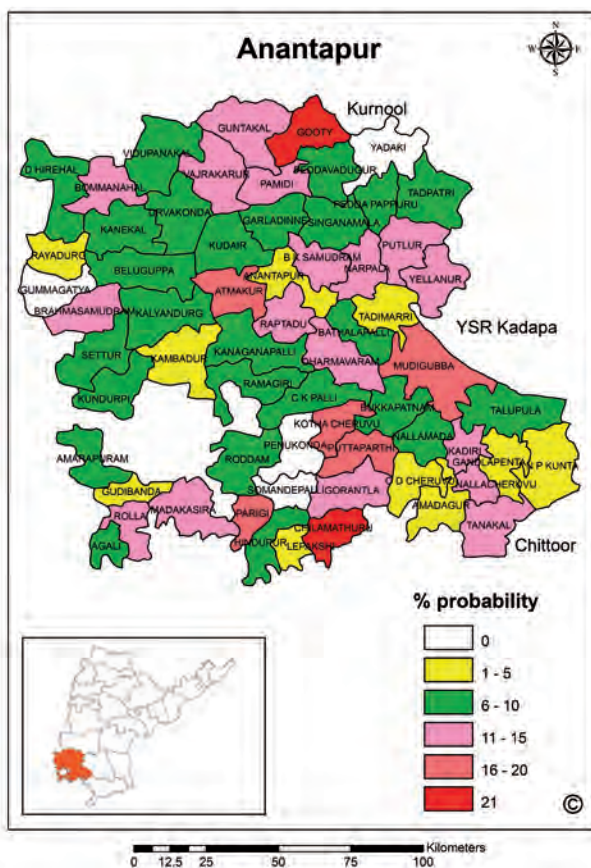 Anantapur
N
W E
S
Kurnool
GUNTAKAL
GOOTY
YADAKI
VIDUPANAKAL
D HIREHAL
VAJRAKARUR
PEDDAVADUGUR
BOMMANAHAL
PAMIDI
TADPATRI
PEDDA PAPPURU
URVAKONDA
GARLADINNE
SINGANAMALA
KANEKAL
KUDAIR
PUTLUR
RAYADURG
B K SAMUDRAM
NARPALA
BELUGUPPA
ANANTAPUR
YELLANUR
GUMMAGATYA
ATMAKUR
BRAHMASAMUDRAM
KALYANDURG
TADIMARRI
RAPTADU
YSR Kadapa
BATHALAPALLI
SETTUR
KAMBADUR
KANAGANAPALLI
DHARMAVARAM
MUDIGUBBA
RAMAGIRI
KUNDURPI
C K PALLI
BUKKAPATNAM
TALUPULA
KOTHA CHERUVU
NALLAMADA
PENUKONDA
PUTTAPARTHI
KADIRI
AMARAPURAM
RODDAM
GANDLAPENTA
N P KUNTA
SOMANDEPALLI
O D CHERUVU
NALLACHERUVU
GUDIBANDA
GORANTLA
ROLLA
MADAKASIRA
PARIGI
AMADAGUR
TANAKAL
CHILAMATHURU
AGALI
HINDUPUR
LEPAKSHI
Chittoor
% probability
0
1 - 5
6 - 10
11 - 15
16 - 20
21
©
Kilometers
0 12.5 25 50 75 100